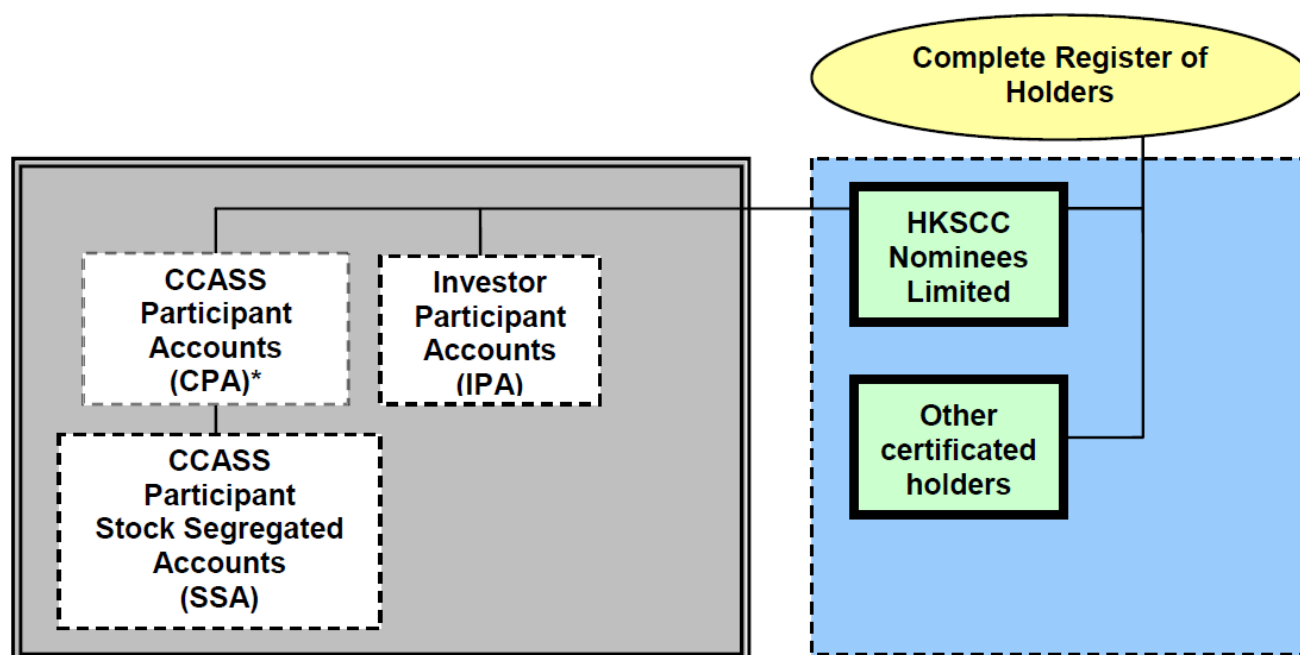 Complete Register of
Holders
HKSCC
Nominees
Limited
CCASS
Participant
Accounts
(CPA)*
Investor
Participant
Accounts
(IPA)
Other
certificated
holders
CCASS
Participant
Stock Segregated
Accounts
(SSA)